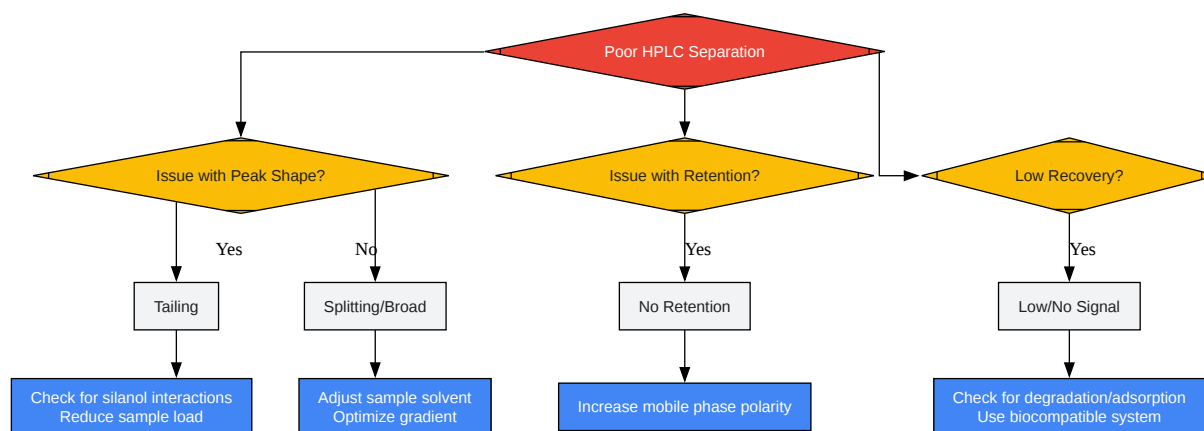 Poor HPLC Separation
Issue with Peak Shape?
Issue with Retention?
Low Recovery?
Yes
No
Yes
Yes
Tailing
Splitting/Broad
No Retention
Low/No Signal
Check for silanol interactions
Reduce sample load
Adjust sample solvent
Optimize gradient
Increase mobile phase polarity
Check for degradation/adsorption
Use biocompatible system